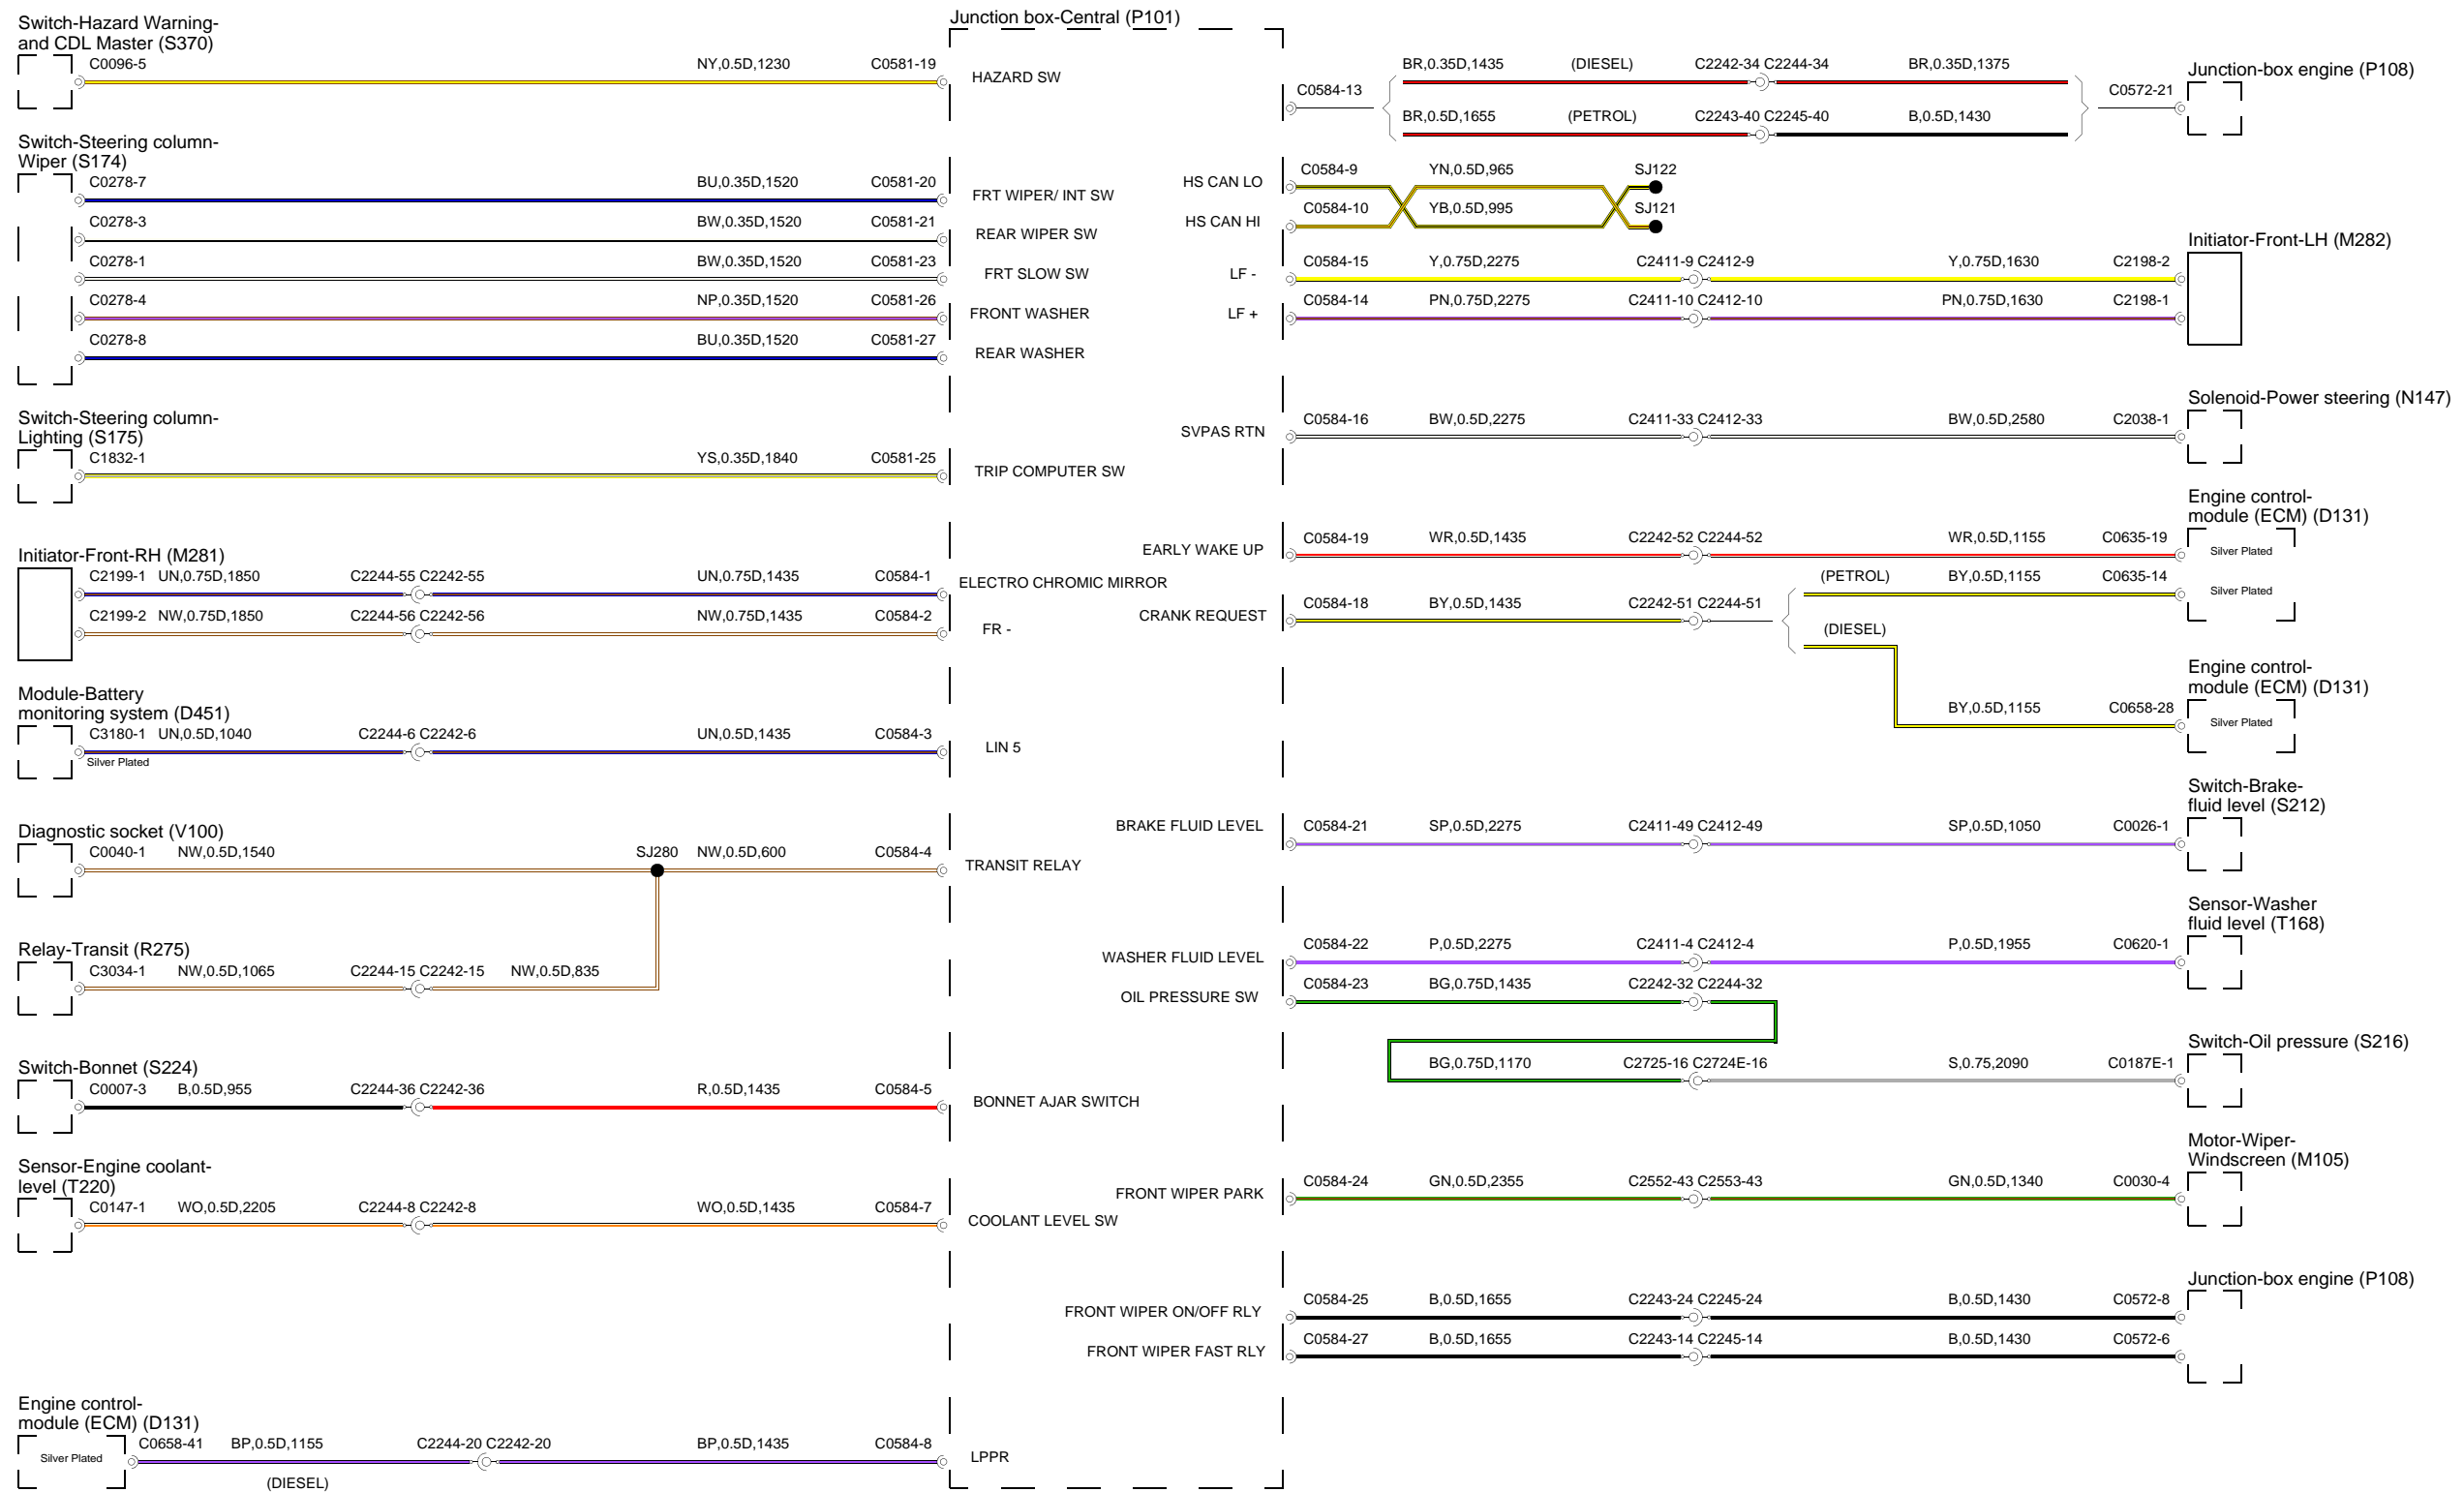 Switch-Hazard Warning-
and CDL Master (S370)
C0096-5 NY,0.5D,1230 C0581-19
Switch-Steering column-
Wiper (S174)
C0278-7 BU,0.35D,1520 C0581-20
C0278-3 BW,0.35D,1520 C0581-21
C0278-1 BW,0.35D,1520 C0581-23
C0278-4 NP,0.35D,1520 C0581-26
C0278-8 BU,0.35D,1520 C0581-27
Switch-Steering column-
Lighting (S175)
C1832-1 YS,0.35D,1840 C0581-25
Initiator-Front-RH (M281)
C2199-1 UN,0.75D,1850 C2244-55 C2242-55 UN,0.75D,1435 C0584-1
C2199-2 NW,0.75D,1850 C2244-56 C2242-56 NW,0.75D,1435 C0584-2
Module-Battery
monitoring system (D451)
C3180-1 UN,0.5D,1040 C2244-6 C2242-6 UN,0.5D,1435 C0584-3
Silver Plated
Diagnostic socket (V100)
C0040-1 NW,0.5D,1540 SJ280 NW,0.5D,600 C0584-4
Relay-Transit (R275)
C3034-1 NW,0.5D,1065 C2244-15 C2242-15 NW,0.5D,835
Switch-Bonnet (S224)
C0007-3 B,0.5D,955 C2244-36 C2242-36 R,0.5D,1435 C0584-5
Sensor-Engine coolant-
level (T220)
C0147-1 WO,0.5D,2205 C2244-8 C2242-8 WO,0.5D,1435 C0584-7
Engine control-
module (ECM) (D131)
C0658-41 BP,0.5D,1155 C2244-20 C2242-20 BP,0.5D,1435 C0584-8
Silver Plated
(DIESEL)
Junction box-Central (P101)
HAZARD SW
FRT WIPER/ INT SW
REAR WIPER SW
FRT SLOW SW
FRONT WASHER
REAR WASHER
TRIP COMPUTER SW
ELECTRO CHROMIC MIRROR
FR -
LIN 5
TRANSIT RELAY
BONNET AJAR SWITCH
COOLANT LEVEL SW
LPPR
HS CAN LO
HS CAN HI
LF -
LF +
SVPAS RTN
EARLY WAKE UP
CRANK REQUEST
BRAKE FLUID LEVEL
WASHER FLUID LEVEL
OIL PRESSURE SW
FRONT WIPER PARK
FRONT WIPER ON/OFF RLY
FRONT WIPER FAST RLY
BR,0.35D,1435 (DIESEL) C2242-34 C2244-34 BR,0.35D,1375
Junction-box engine (P108)
C0584-13 C0572-21
BR,0.5D,1655 (PETROL) C2243-40 C2245-40 B,0.5D,1430
C0584-9 YN,0.5D,965 SJ122
C0584-10 YB,0.5D,995 SJ121
Initiator-Front-LH (M282)
C0584-15 Y,0.75D,2275 C2411-9 C2412-9 Y,0.75D,1630 C2198-2
C0584-14 PN,0.75D,2275 C2411-10 C2412-10 PN,0.75D,1630 C2198-1
Solenoid-Power steering (N147)
C0584-16 BW,0.5D,2275 C2411-33 C2412-33 BW,0.5D,2580 C2038-1
Engine control-
module (ECM) (D131)
C0584-19 WR,0.5D,1435 C2242-52 C2244-52 WR,0.5D,1155 C0635-19
Silver Plated
(PETROL) BY,0.5D,1155 C0635-14
Silver Plated
C0584-18 BY,0.5D,1435 C2242-51 C2244-51
(DIESEL)
Engine control-
module (ECM) (D131)
BY,0.5D,1155 C0658-28
Silver Plated
Switch-Brake-
fluid level (S212)
C0584-21 SP,0.5D,2275 C2411-49 C2412-49 SP,0.5D,1050 C0026-1
Sensor-Washer
fluid level (T168)
C0584-22 P,0.5D,2275 C2411-4 C2412-4 P,0.5D,1955 C0620-1
C0584-23 BG,0.75D,1435 C2242-32 C2244-32
Switch-Oil pressure (S216)
BG,0.75D,1170 C2725-16 C2724E-16 S,0.75,2090 C0187E-1
Motor-Wiper-
Windscreen (M105)
C0584-24 GN,0.5D,2355 C2552-43 C2553-43 GN,0.5D,1340 C0030-4
Junction-box engine (P108)
C0584-25 B,0.5D,1655 C2243-24 C2245-24 B,0.5D,1430 C0572-8
C0584-27 B,0.5D,1655 C2243-14 C2245-14 B,0.5D,1430 C0572-6